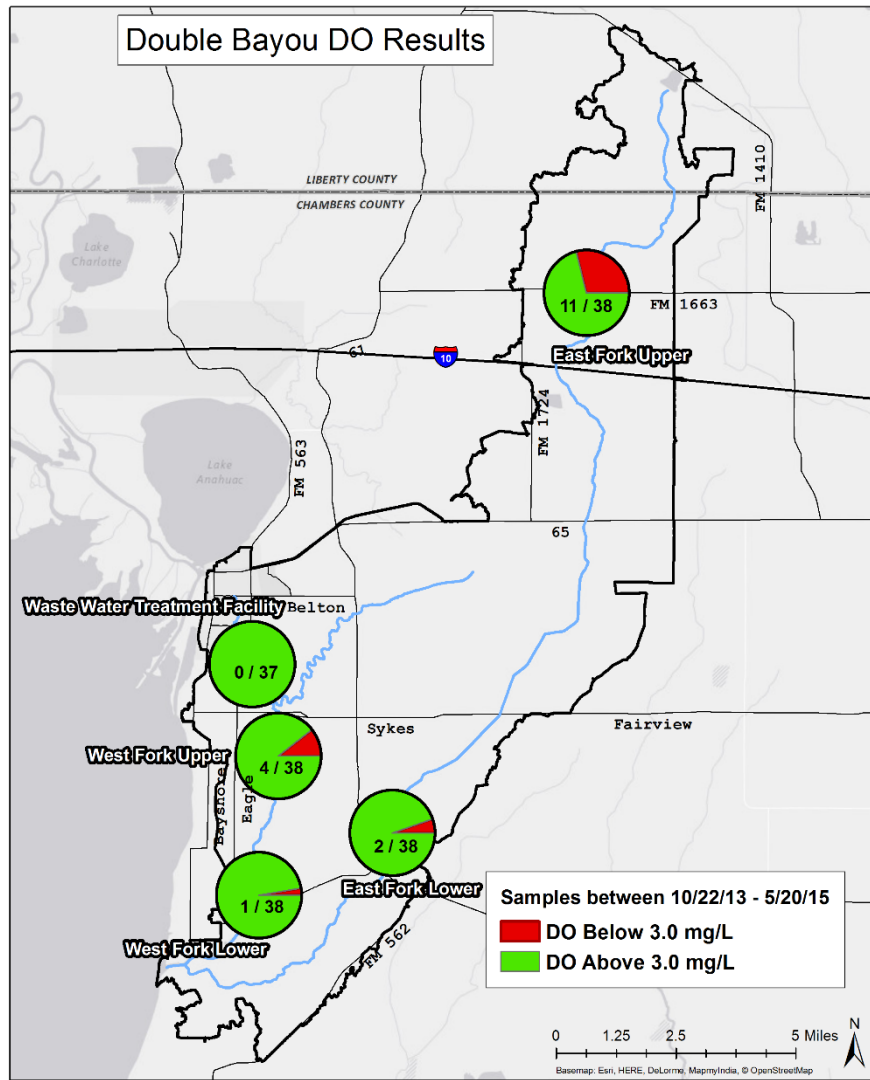 Double Bayou DO Results
FM 1410
LIBERTY COUNTY
CHAMBERS COUNTY
Lake
Charlotte
11 / 38
FM 1663
East Fork Upper
61
10
FM 1724
FM 563
Lake
Anahuac
65
Waste Water Treatment Facility
Belton
0 / 37
Sykes
Fairview
West Fork Upper
4 / 38
Bayshore
Eagle
2 / 38
East Fork Lower
1 / 38
West Fork Lower
FM 562
Samples between 10/22/13 - 5/20/15
DO Below 3.0 mg/L
DO Above 3.0 mg/L
0 1.25 2.5 5 Miles
N
Basemap: Esri, HERE, DeLorme, MapmyIndia, © OpenStreetMap